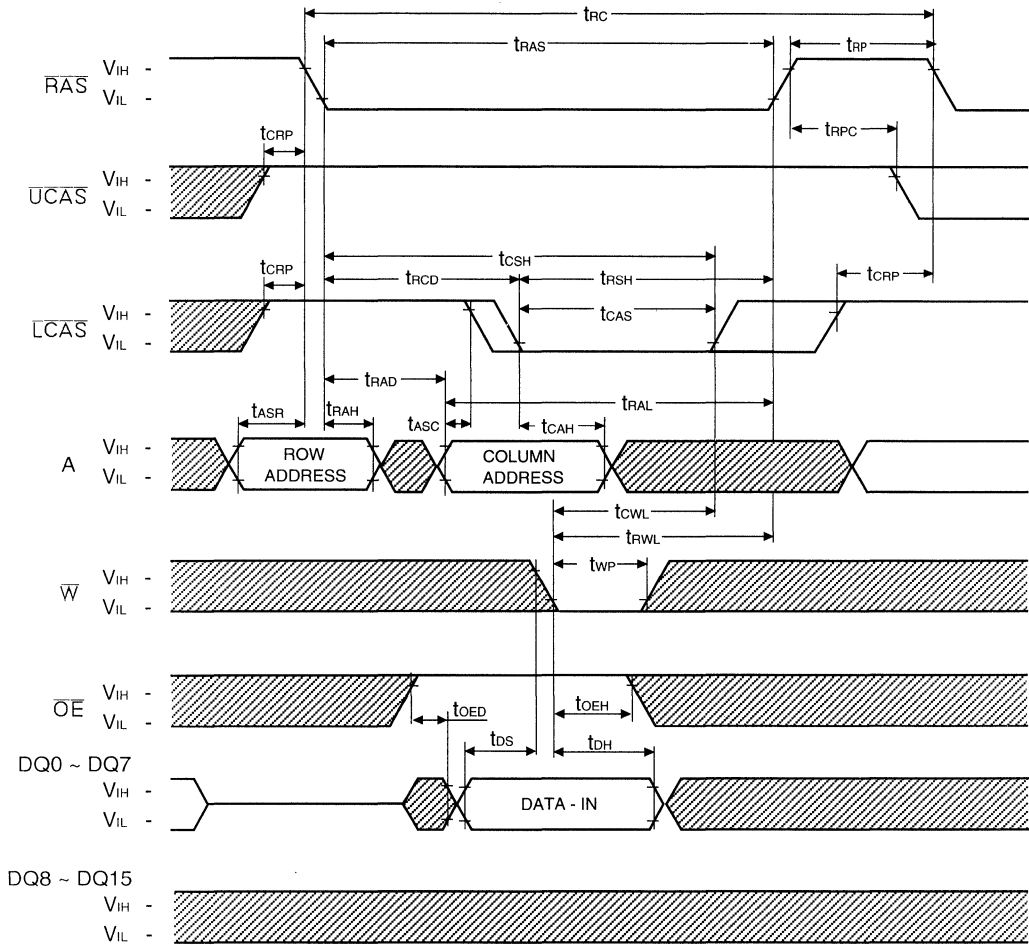 tRC
tRAS
tRP
RAS
VIH -
VIL -
tCRP
tRPC
UCAS
VIH -
VIL -
tCSH
tCRP
tRCD
tRSH
tCRP
LCAS
VIH -
VIL -
tCAS
tRAD
tRAL
tASR
tRAH
tASC
tCAH
A
VIH -
VIL -
ROW
ADDRESS
COLUMN
ADDRESS
tCWL
tRWL
W
VIH -
VIL -
tWP
OE
VIH -
VIL -
tOED
tOEH
tDS
tDH
DQ0 ~ DQ7
VIH -
VIL -
DATA - IN
DQ8 ~ DQ15
VIH -
VIL -